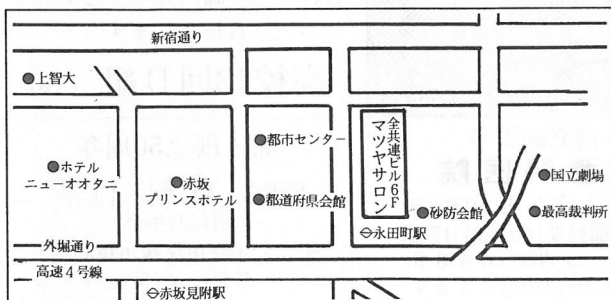 新宿通り
●上智大
●都市センター
全共連ビル6F
マツヤサロン
●ホテル
ニューオオタニ
●赤坂
プリンスホテル
●都道府県会館
●国立劇場
●砂防会館
●最高裁判所
⊖永田町駅
外堀通り
高速4号線
⊖赤坂見附駅